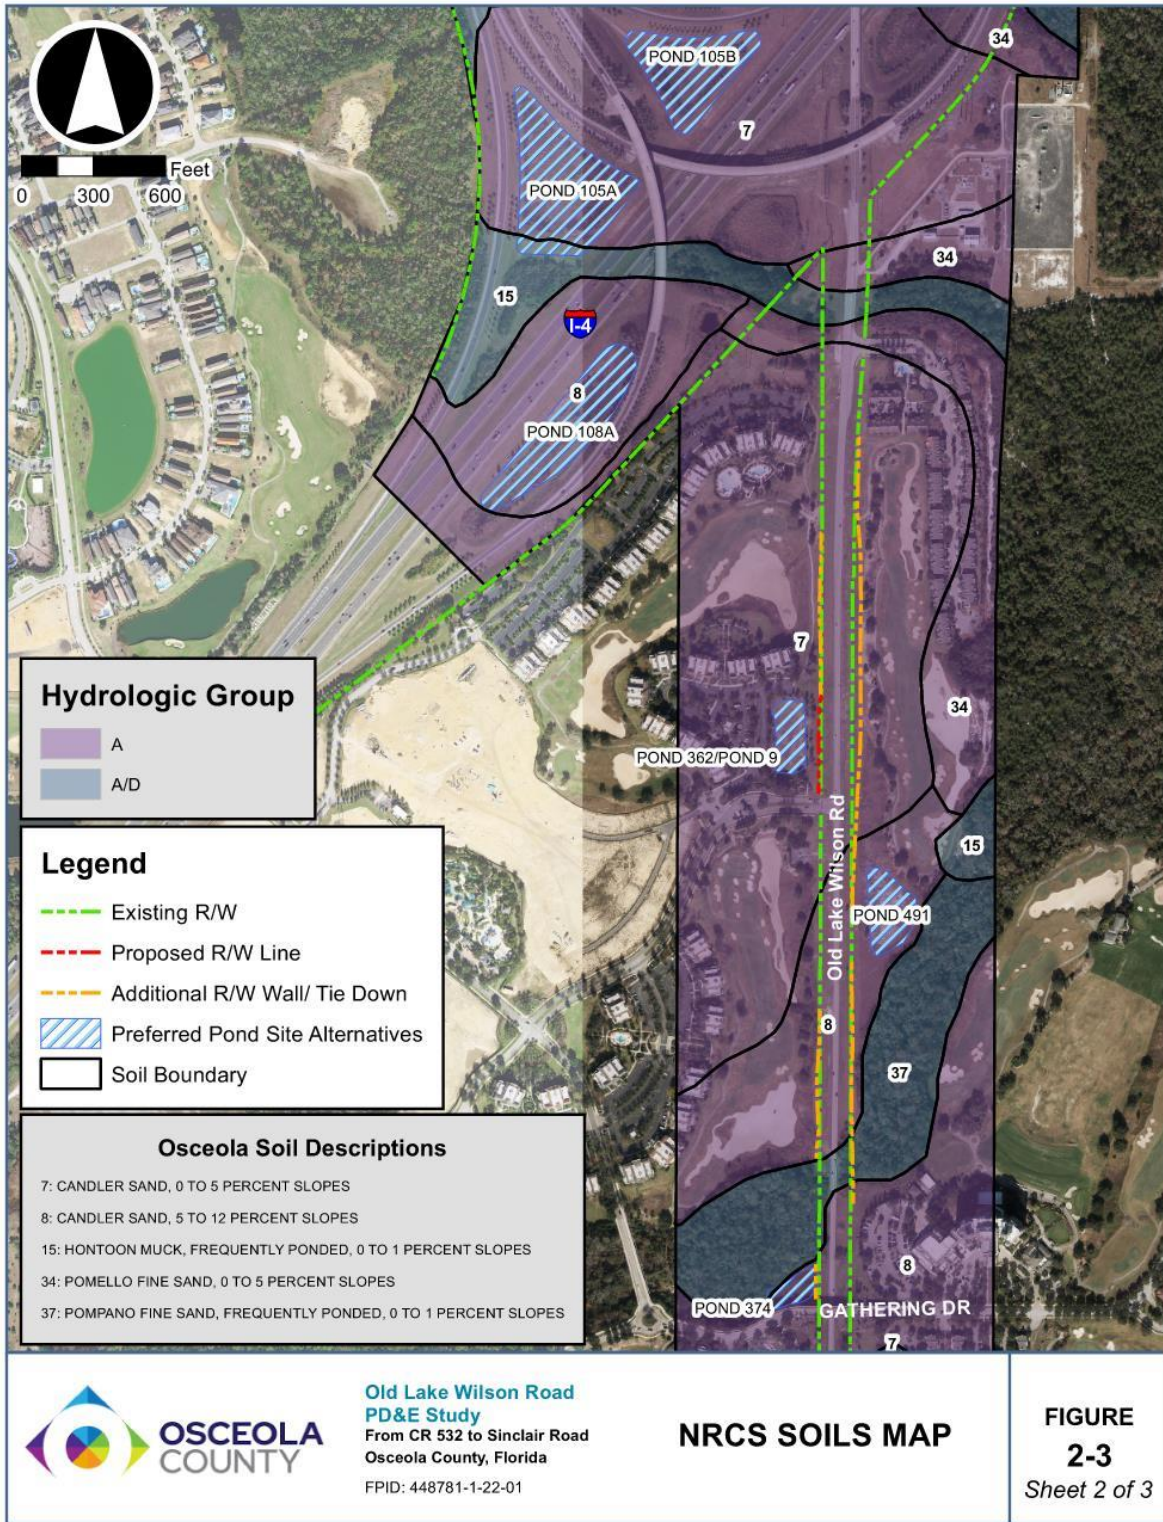 34
POND 105B
7
Feet
0 300 600
POND 105A
34
15
I-4
8
POND 108A
7
34
POND 362/POND 9
Old Lake Wilson Rd
15
POND 491
8
37
8
POND 374
GATHERING DR
7
Hydrologic Group
A
A/D
Legend
Existing R/W
Proposed R/W Line
Additional R/W Wall/ Tie Down
Preferred Pond Site Alternatives
Soil Boundary
Osceola Soil Descriptions
7: CANDLER SAND, 0 TO 5 PERCENT SLOPES
8: CANDLER SAND, 5 TO 12 PERCENT SLOPES
15: HONTOON MUCK, FREQUENTLY PONDED, 0 TO 1 PERCENT SLOPES
34: POMELLO FINE SAND, 0 TO 5 PERCENT SLOPES
37: POMPANO FINE SAND, FREQUENTLY PONDED, 0 TO 1 PERCENT SLOPES
OSCEOLA
COUNTY
Old Lake Wilson Road
PD&E Study
From CR 532 to Sinclair Road
Osceola County, Florida
FPID: 448781-1-22-01
NRCS SOILS MAP
FIGURE
2-3
Sheet 2 of 3